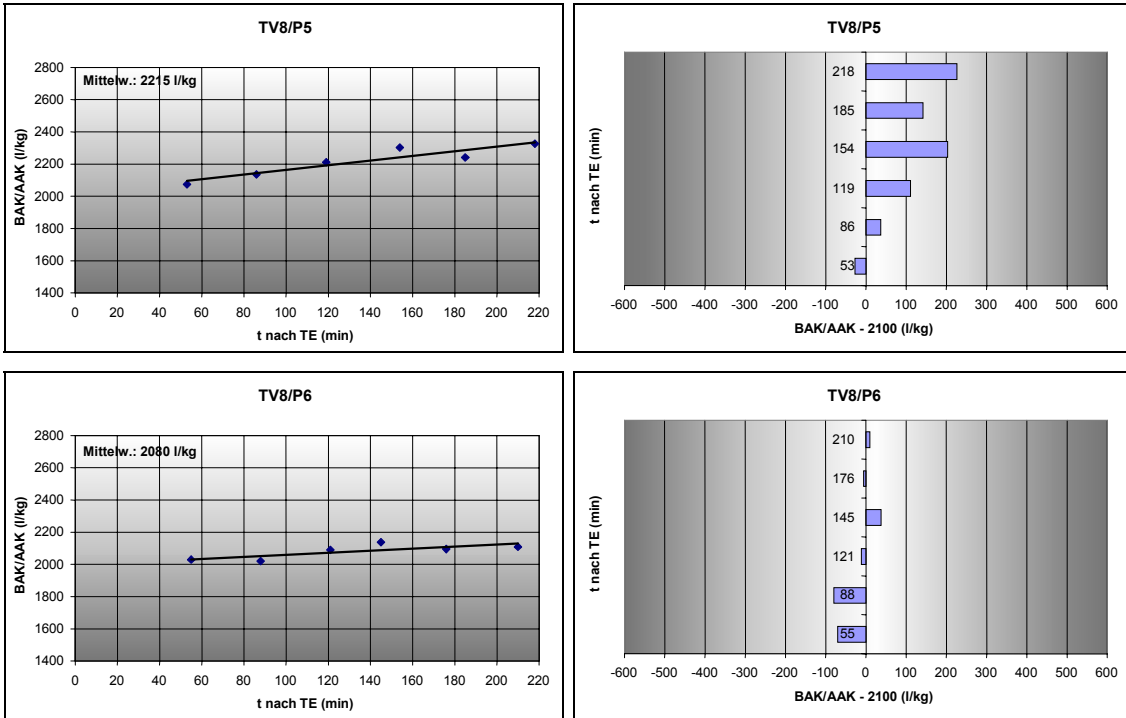 TV8/P5
Mittelw.: 2215 l/kg
BAK/AAK (l/kg)
2800
2600
2400
2200
2000
1800
1600
1400
0 20 40 60 80 100 120 140 160 180 200 220
t nach TE (min)
TV8/P5
t nach TE (min)
218
185
154
119
86
53
-600 -500 -400 -300 -200 -100 0 100 200 300 400 500 600
BAK/AAK - 2100 (l/kg)
TV8/P6
Mittelw.: 2080 l/kg
BAK/AAK (l/kg)
2800
2600
2400
2200
2000
1800
1600
1400
0 20 40 60 80 100 120 140 160 180 200 220
t nach TE (min)
TV8/P6
t nach TE (min)
210
176
145
121
88
55
-600 -500 -400 -300 -200 -100 0 100 200 300 400 500 600
BAK/AAK - 2100 (l/kg)